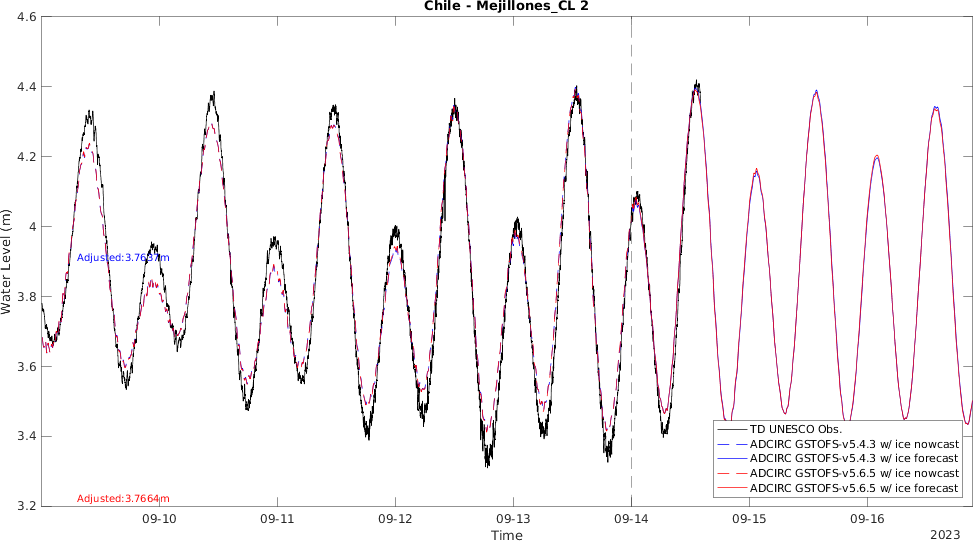 Chile - Mejillones_CL 2
4.6
4.4
4.2
4
3.8
3.6
3.4
3.2
Water Level (m)
Adjusted:3.7637m
Adjusted:3.7664m
TD UNESCO Obs.
ADCIRC GSTOFS-v5.4.3 w/ ice nowcast
ADCIRC GSTOFS-v5.4.3 w/ ice forecast
ADCIRC GSTOFS-v5.6.5 w/ ice nowcast
ADCIRC GSTOFS-v5.6.5 w/ ice forecast
09-10 09-11 09-12 09-13 09-14 09-15 09-16
Time
2023